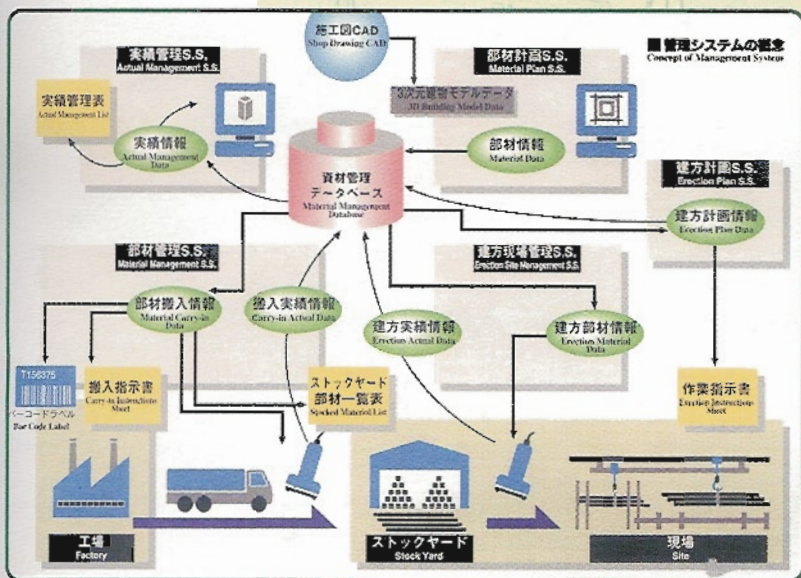 施工図CAD
Shop Drawing CAD
■ 管理システムの概念
Concept of Management System
実績管理S.S.
Actual Management S.S.
部材計画S.S.
Material Plan S.S.
3次元建物モデルデータ
3D Building Model Data
実績管理表
Actual Management List
実績情報
Actual Management
Data
部材情報
Material Data
資材管理
データベース
Material Management
Database
建方計画S.S.
Erection Plan S.S.
建方計画情報
Erection Plan Data
部材管理S.S.
Material Management S.S.
建方現場管理S.S.
Erection Site Management S.S.
部材搬入情報
Material Carry-in
Data
搬入実績情報
Carry-in Actual Data
建方実績情報
Erection Actual Data
建方部材情報
Erection Material
Data
T156375
バーコードラベル
Bar Code Label
搬入指示書
Carry-in Instructions
Sheet
ストックヤード
部材一覧表
Stocked Material List
作業指示書
Erection Instructions
Sheet
工場
Factory
ストックヤード
Stock Yard
現場
Site